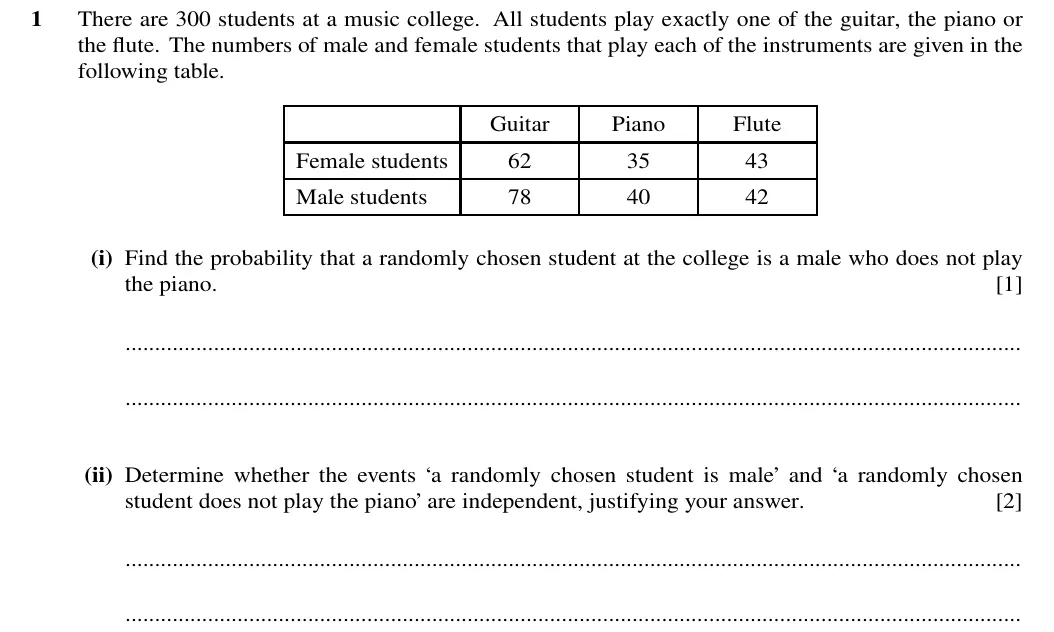 1 There are 300 students at a music college. All students play exactly one of the guitar, the piano or
the flute. The numbers of male and female students that play each of the instruments are given in the
following table.
Guitar Piano Flute
Female students 62 35 43
Male students 78 40 42
(i) Find the probability that a randomly chosen student at the college is a male who does not play
the piano. [1]
(ii) Determine whether the events ‘a randomly chosen student is male’ and ‘a randomly chosen
student does not play the piano’ are independent, justifying your answer. [2]